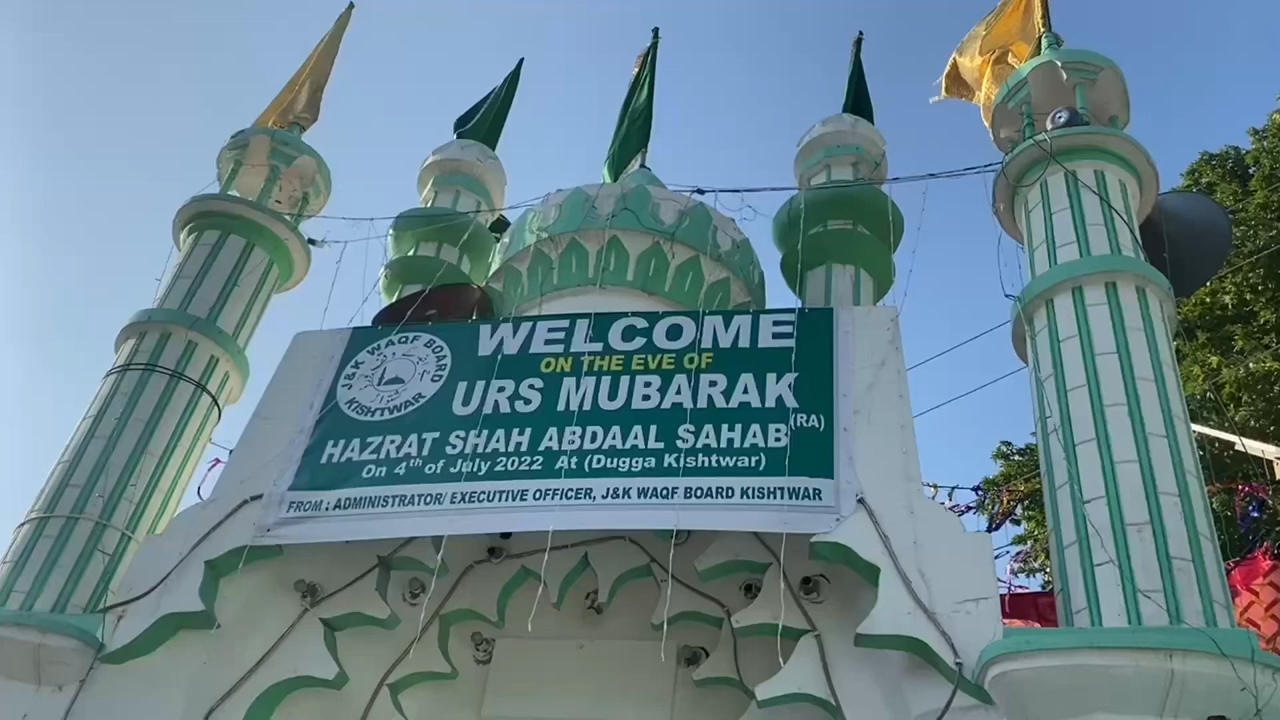 J&K WAQF BOARD
KISHTWAR
WELCOME
ON THE EVE OF
URS MUBARAK
HAZRAT SHAH ABDAAL SAHAB (RA)
On 4th of July 2022 At (Dugga Kishtwar)
FROM : ADMINISTRATOR/ EXECUTIVE OFFICER, J&K WAQF BOARD KISHTWAR